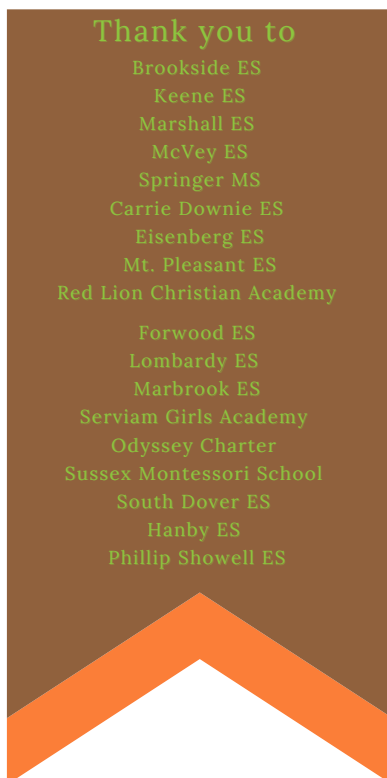 Thank you to
Brookside ES
Keene ES
Marshall ES
McVey ES
Springer MS
Carrie Downie ES
Eisenberg ES
Mt. Pleasant ES
Red Lion Christian Academy
Forwood ES
Lombardy ES
Marbrook ES
Serviam Girls Academy
Odyssey Charter
Sussex Montessori School
South Dover ES
Hanby ES
Phillip Showell ES